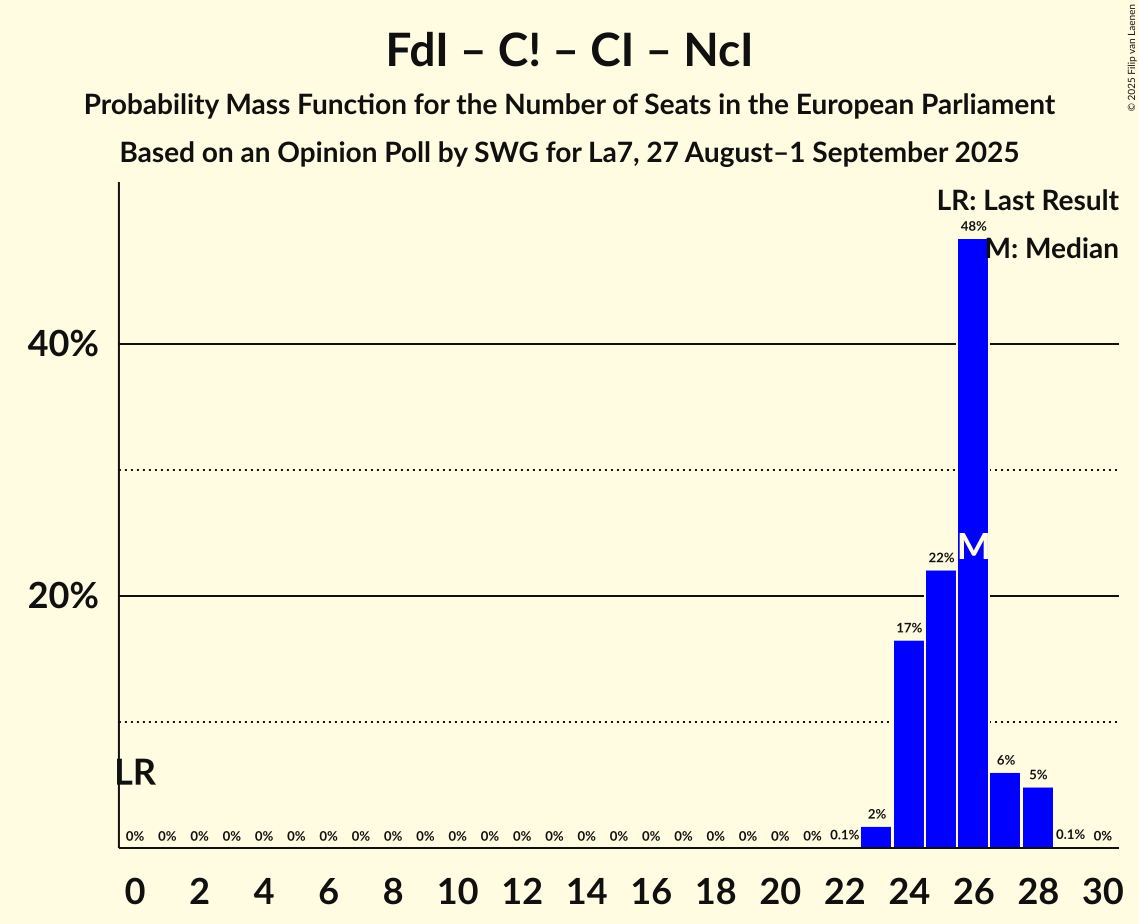 FdI – C! – CI – NcI
Probability Mass Function for the Number of Seats in the European Parliament
Based on an Opinion Poll by SWG for La7, 27 August–1 September 2025
© 2025 Filip van Laenen
LR: Last Result
M: Median
40%
20%
48%
M
22%
17%
LR
6%
5%
2%
0% 0% 0% 0% 0% 0% 0% 0% 0% 0% 0% 0% 0% 0% 0% 0% 0% 0% 0% 0% 0% 0% 0.1% 0.1% 0%
0 2 4 6 8 10 12 14 16 18 20 22 24 26 28 30